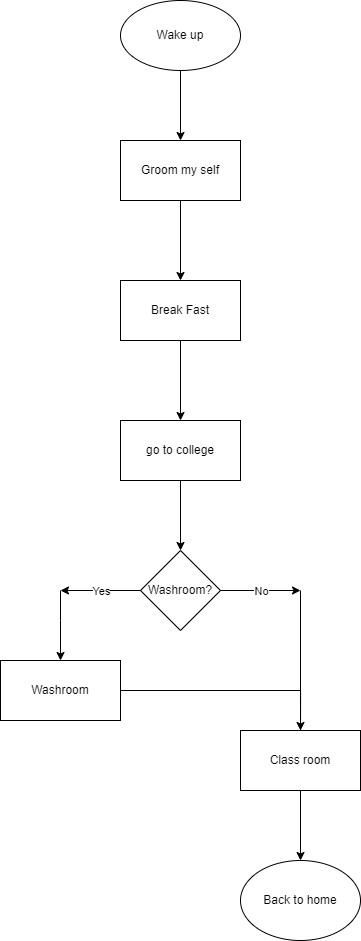 Wake up
Groom my self
Break Fast
go to college
Washroom?
Yes
No
Washroom
Class room
Back to home